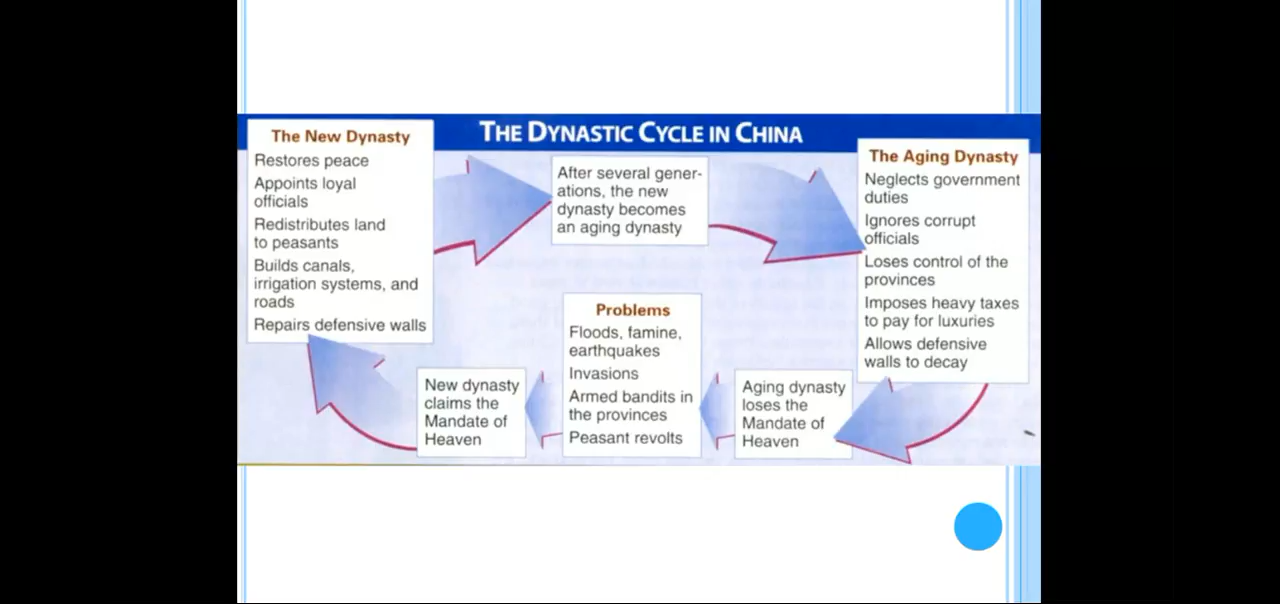 THE DYNASTIC CYCLE IN CHINA
The New Dynasty
Restores peace
Appoints loyal
officials
Redistributes land
to peasants
Builds canals,
irrigation systems, and
roads
Repairs defensive walls
After several gener-
ations, the new
dynasty becomes
an aging dynasty
The Aging Dynasty
Neglects government
duties
Ignores corrupt
officials
Loses control of the
provinces
Imposes heavy taxes
to pay for luxuries
Allows defensive
walls to decay
Aging dynasty
loses the
Mandate of
Heaven
Problems
Floods, famine,
earthquakes
Invasions
Armed bandits in
the provinces
Peasant revolts
New dynasty
claims the
Mandate of
Heaven